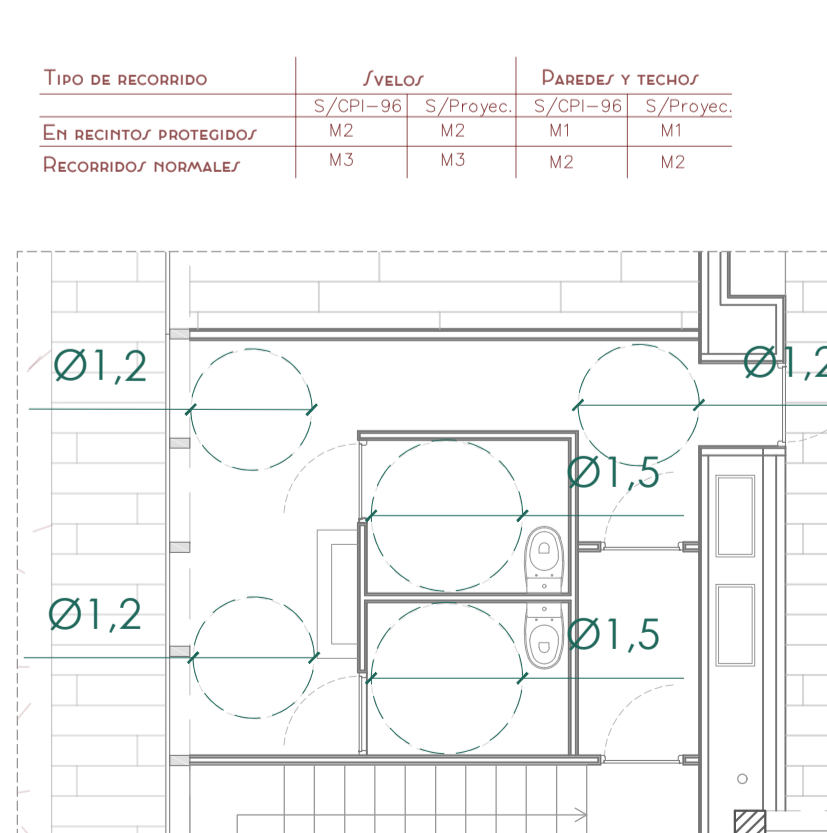 TIPO DE RECORRIDO SUELOS PAREDES Y TECHOS
S/CPI-96 S/Proyec. S/CPI-96 S/Proyec.
EN RECINTOS PROTEGIDOS M2 M2 M1 M1
RECORRIDOS NORMALES M3 M3 M2 M2
Ø1,2 Ø1,2
Ø1,5
Ø1,2
Ø1,5